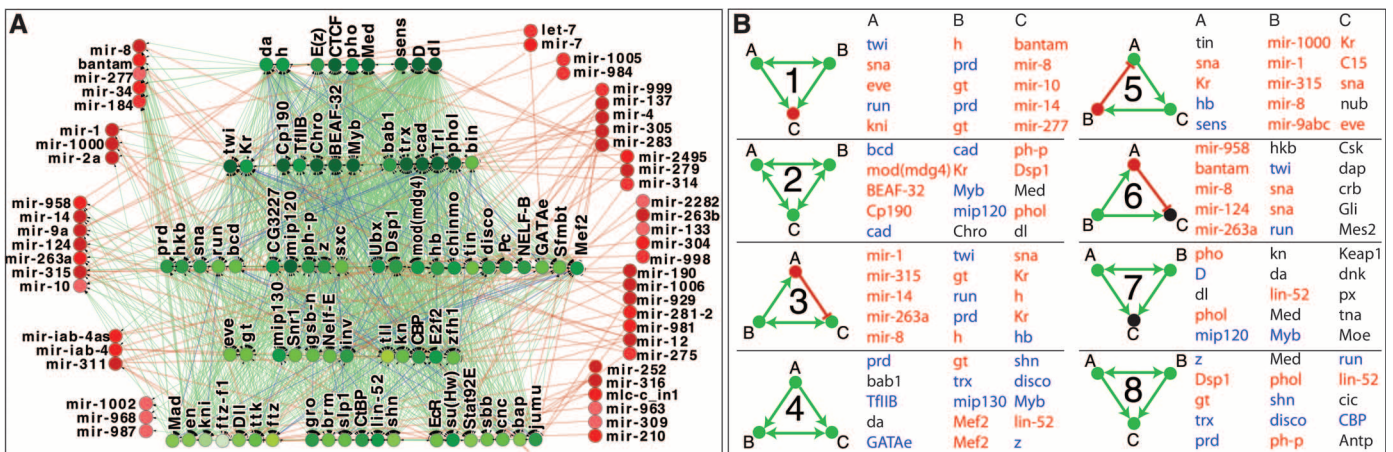 A
mir-8
bantam
mir-277
mir-34
mir-184
mir-1
mir-1000
mir-2a
mir-958
mir-14
mir-9a
mir-124
mir-263a
mir-315
mir-10
mir-iab-4as
mir-iab-4
mir-311
mir-1002
mir-968
mir-987
da h E(z) CTCF pho Med sens D dl
twi Kr Cp190 TfIIB Chro BEAF-32 Myb bab1 trx cad Trl phol bin
prd hkb sna run bcd CG3227 mip120 ph-p z sxc Ubx Dsp1 mod(mdg4) hb chinmo tin disco Pc NELF-B GATAe Sfmbt Mef2
eve gt mip130 Snr1 gsb-n Nelf-E inv tll kn CBP E2f2 zfh1
Mad en kni ftz-f1 Dll ttk ftz gro brm slp1 CtBP lin-52 shn EcR su(Hw) Stat92E sbb cnc bap jumu
let-7
mir-7
mir-1005
mir-984
mir-999
mir-137
mir-4
mir-305
mir-283
mir-2495
mir-279
mir-314
mir-2282
mir-263b
mir-133
mir-304
mir-998
mir-190
mir-1006
mir-929
mir-281-2
mir-981
mir-12
mir-275
mir-252
mir-316
mlc-c_in1
mir-963
mir-309
mir-210
B
A B C
A B
1
C
twi h bantam
sna prd mir-8
eve gt mir-10
run prd mir-14
kni gt mir-277
A B
2
C
bcd cad ph-p
mod(mdg4) Kr Dsp1
BEAF-32 Myb Med
Cp190 mip120 phol
cad Chro dl
A
3
B C
mir-1 twi sna
mir-315 gt Kr
mir-14 run h
mir-263a prd Kr
mir-8 h hb
A
4
B C
prd gt shn
bab1 trx disco
TfIIB mip130 Myb
da Mef2 lin-52
GATAe Mef2 z
A B C
A
5
B C
tin mir-1000 Kr
sna mir-1 C15
Kr mir-315 sna
hb mir-8 nub
sens mir-9abc eve
A
6
B C
mir-958 hkb Csk
bantam twi dap
mir-8 sna crb
mir-124 sna Gli
mir-263a run Mes2
A B
7
C
pho kn Keap1
D da dnk
dl lin-52 px
phol Med tna
mip120 Myb Moe
A B
8
C
z Med run
Dsp1 phol lin-52
gt shn cic
trx disco CBP
prd ph-p Antp